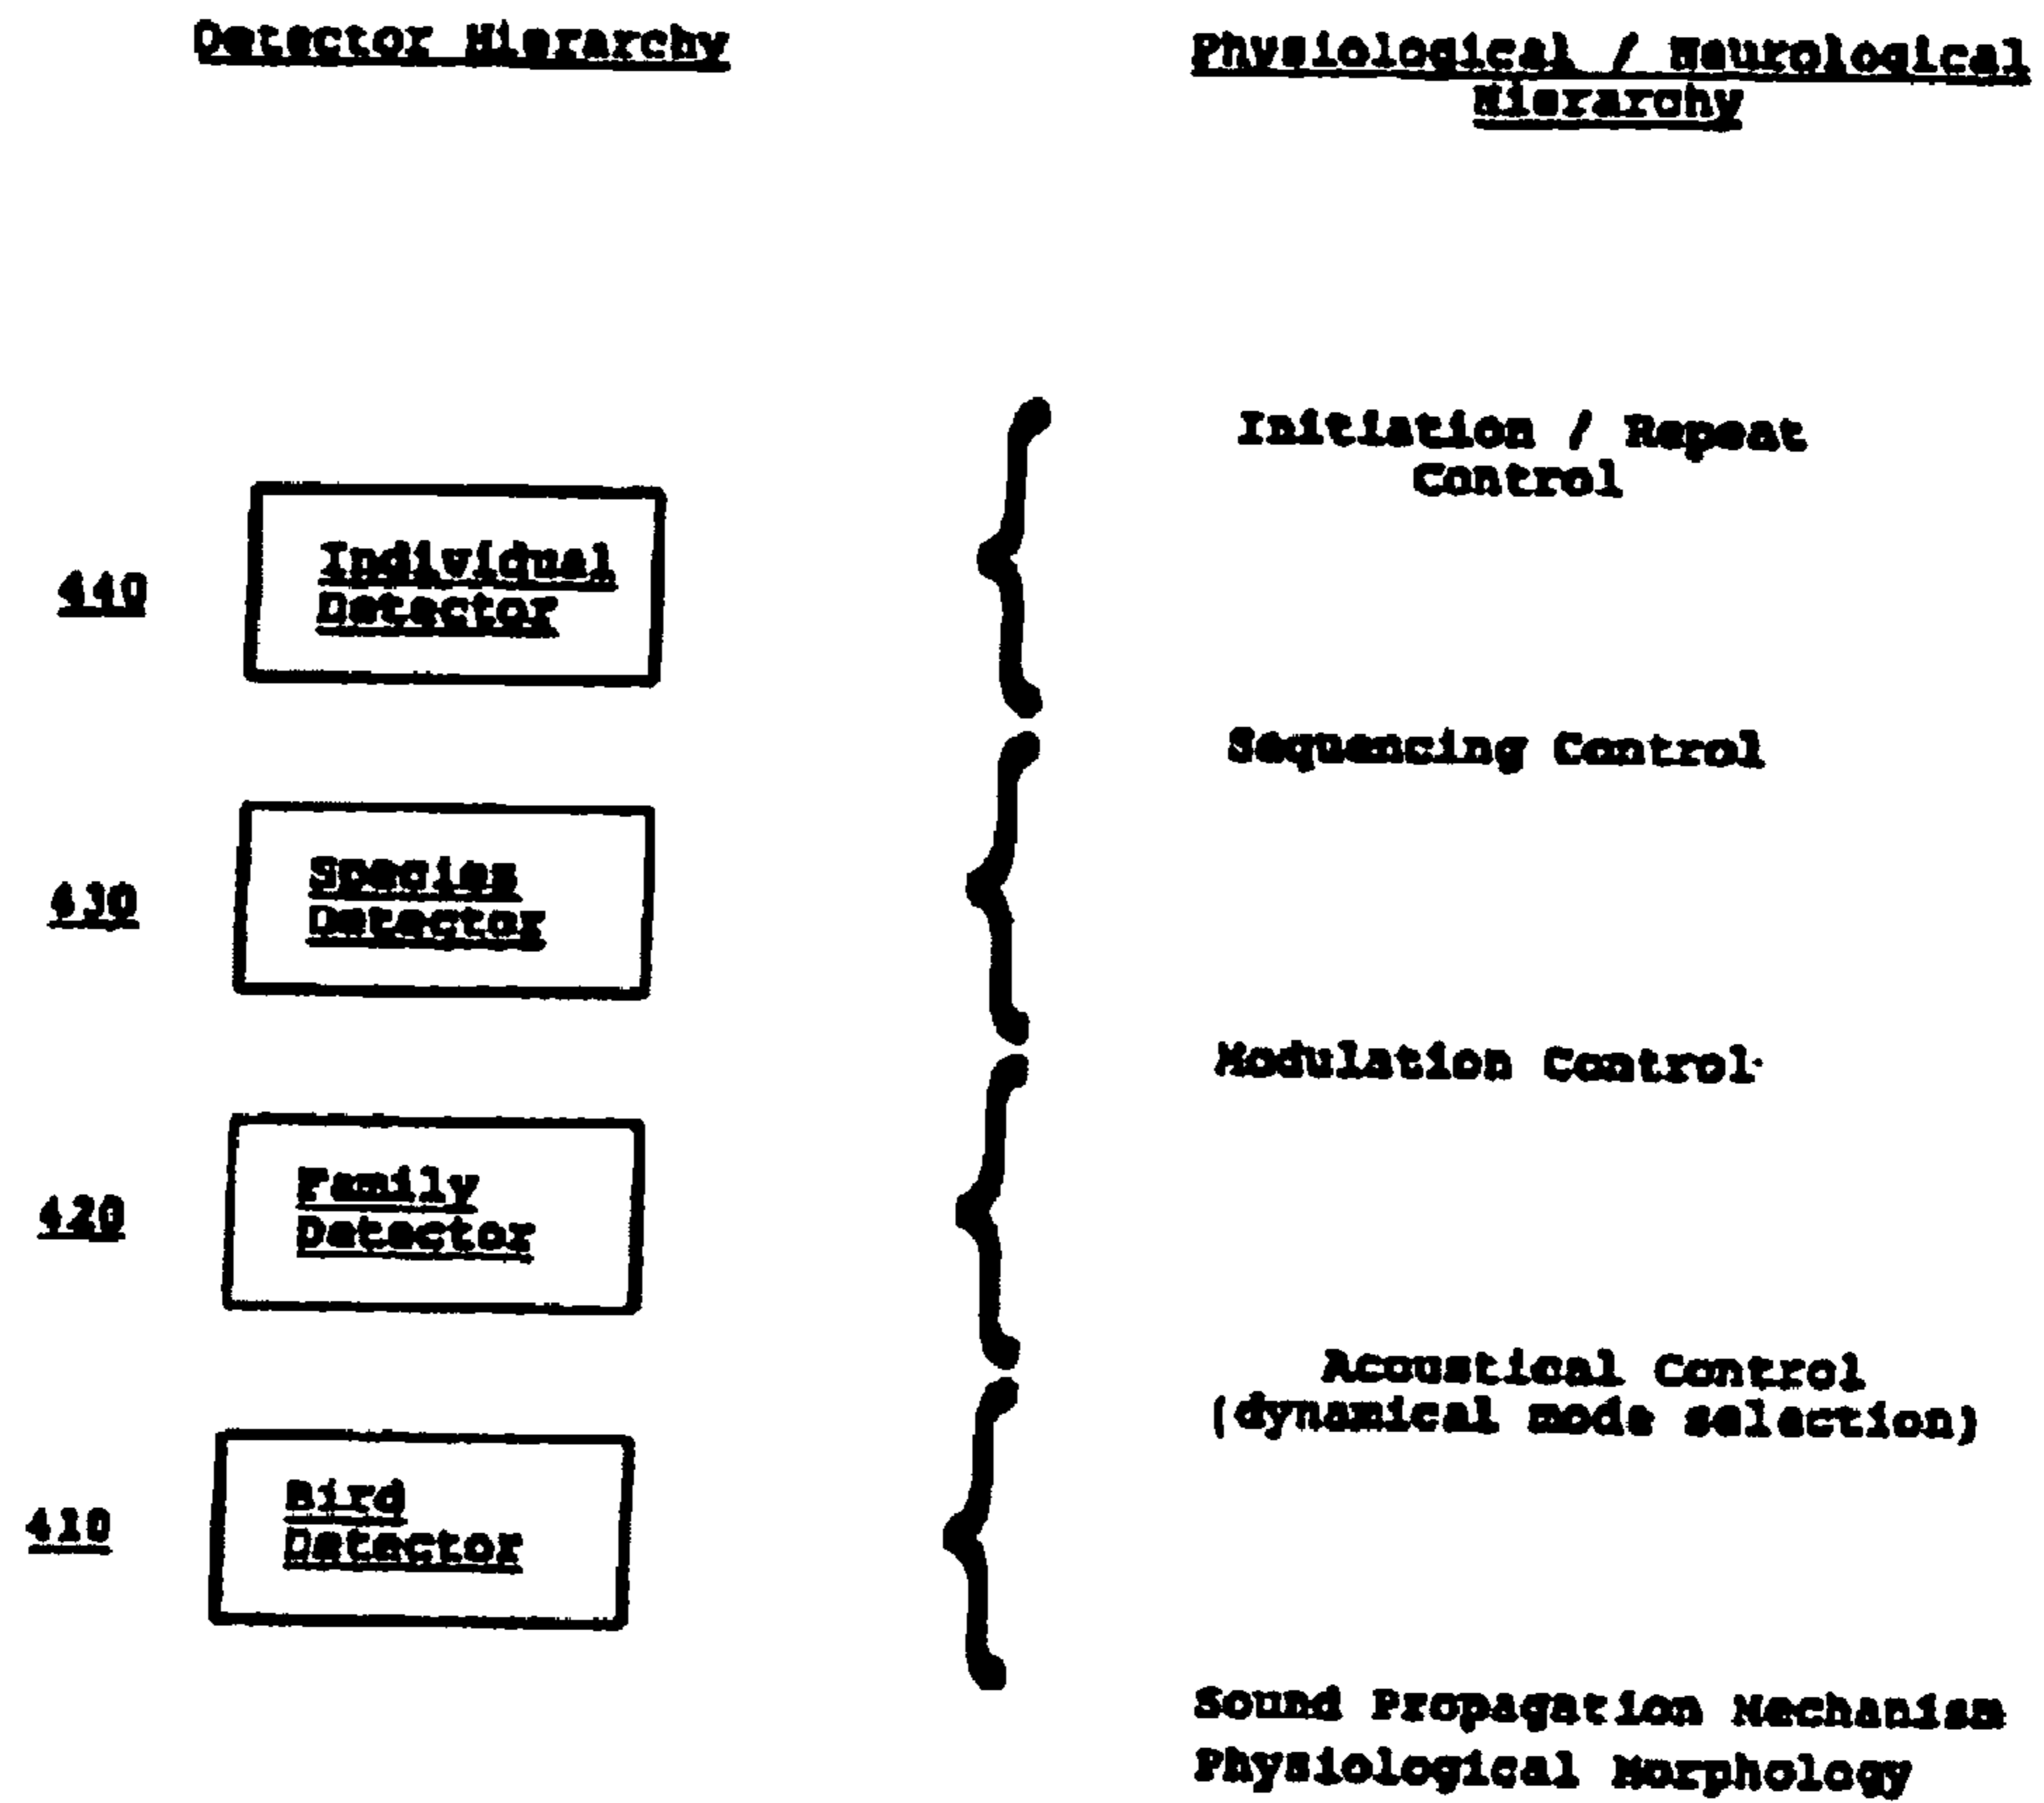 Detector Hierarchy
Physiological / Neurological
Hierarchy
Initiation / Repeat
Control
440
Individual
Detector
Sequencing Control
430
Species
Detector
Modulation Control
420
Family
Detector
Acoustical Control
(dynamical mode selection)
410
Bird
Detector
Sound Propagation Mechanism
Physiological Morphology